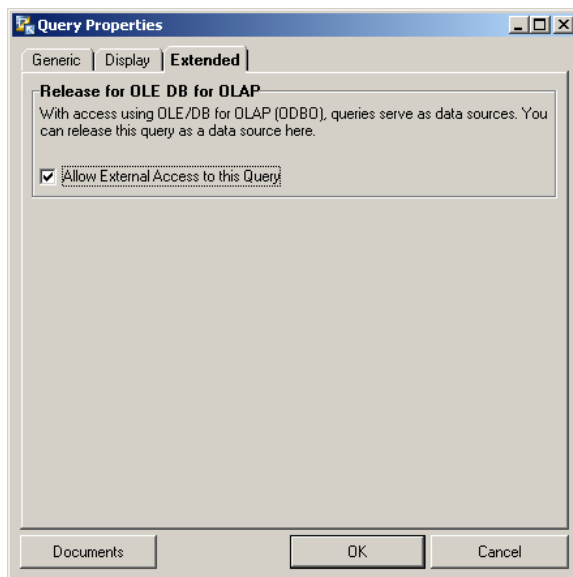 Query Properties
Generic Display Extended
Release for OLE DB for OLAP
With access using OLE/DB for OLAP (ODBO), queries serve as data sources. You
can release this query as a data source here.
Allow External Access to this Query
Documents OK Cancel